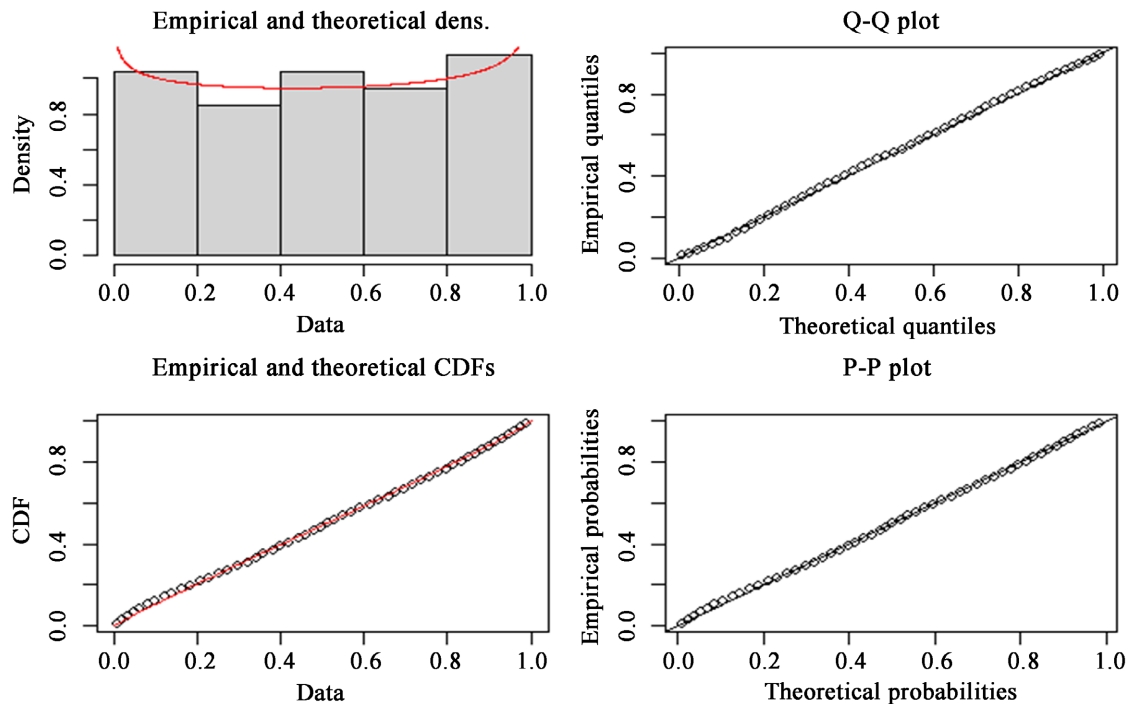 Empirical and theoretical dens.
Density
0.0 0.4 0.8
0.0 0.2 0.4 0.6 0.8 1.0
Data
Q-Q plot
Empirical quantiles
0.0 0.4 0.8
0.0 0.2 0.4 0.6 0.8 1.0
Theoretical quantiles
Empirical and theoretical CDFs
CDF
0.0 0.4 0.8
0.0 0.2 0.4 0.6 0.8 1.0
Data
P-P plot
Empirical probabilities
0.0 0.4 0.8
0.0 0.2 0.4 0.6 0.8 1.0
Theoretical probabilities